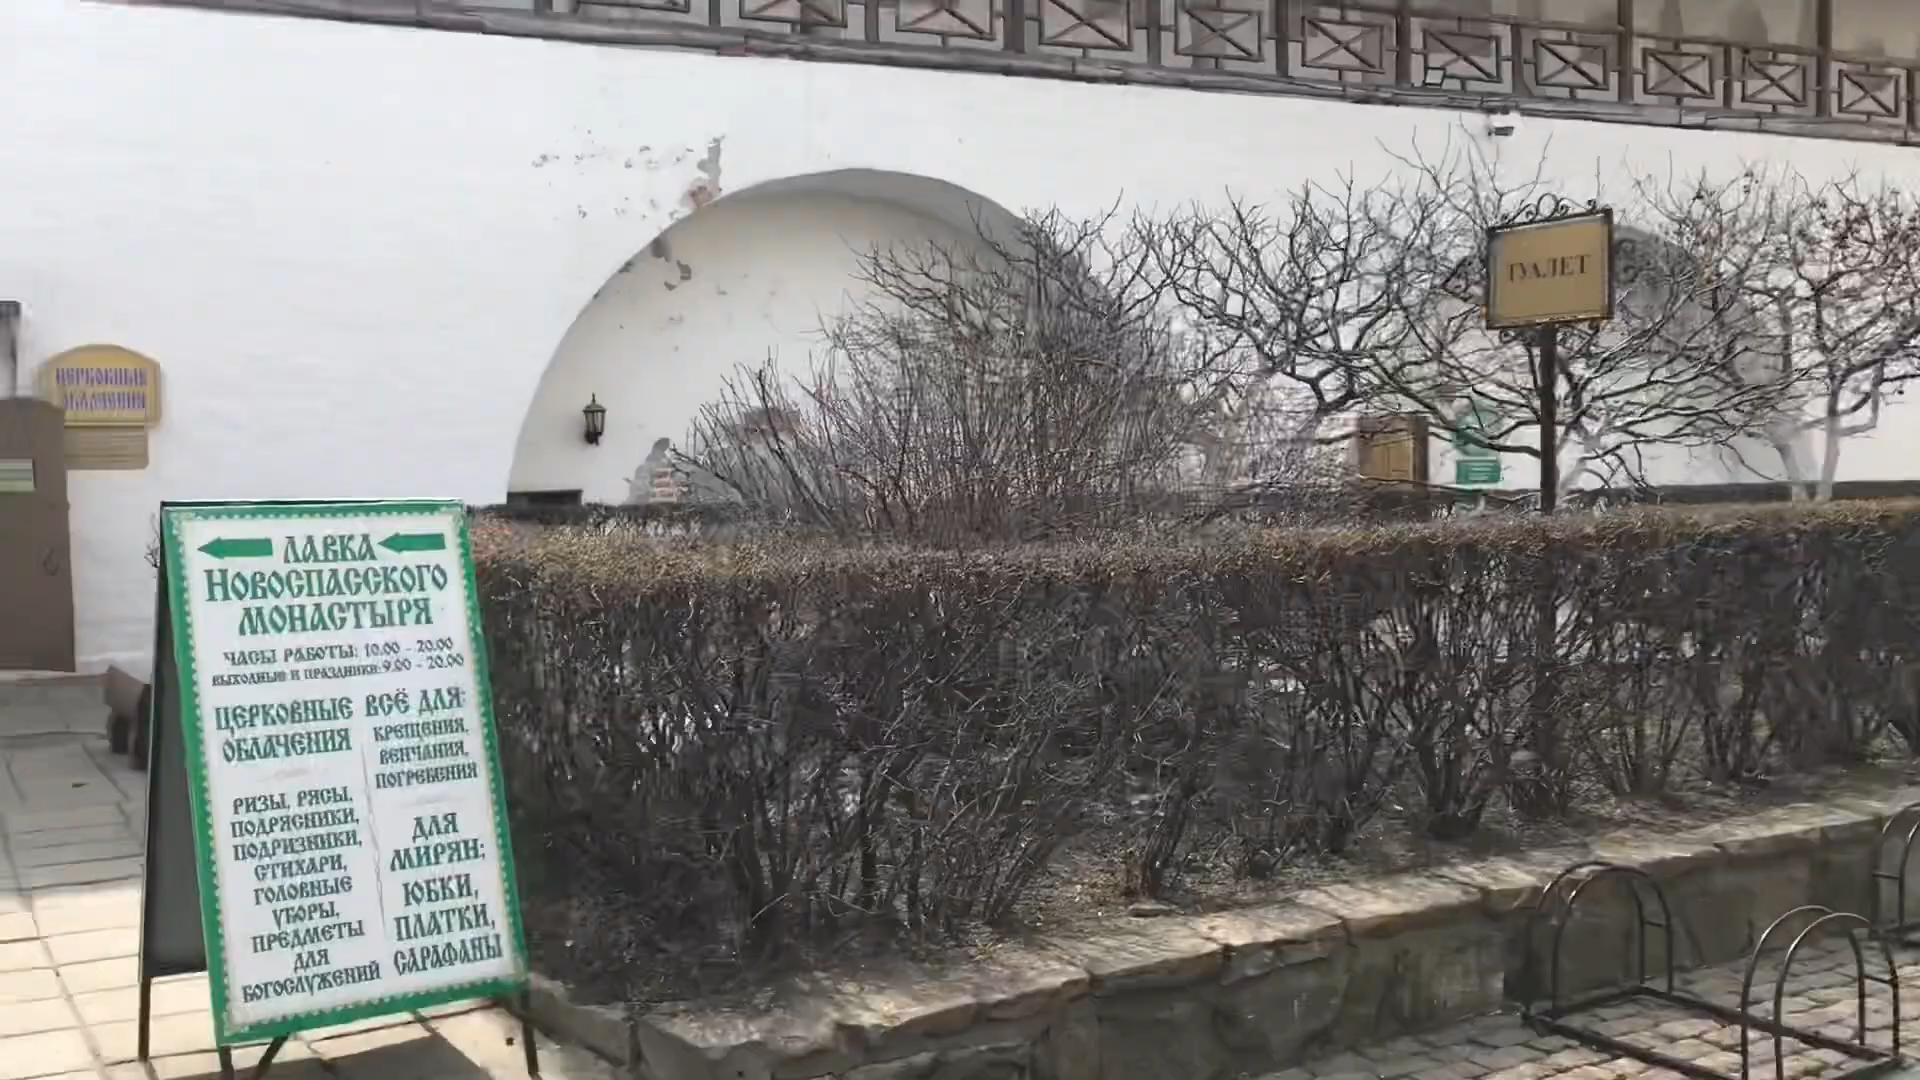 ТУАЛЕТ
ЦЕРКОВНЫЕ
ОБЛАЧЕНИЯ
ЛАВКА
НОВОСПАССКОГО
МОНАСТЫРЯ
ЧАСЫ РАБОТЫ: 10.00 - 20.00
ВЫХОДНЫЕ И ПРАЗДНИКИ: 9.00 - 20.00
ЦЕРКОВНЫЕ
ОБЛАЧЕНИЯ
РИЗЫ, РЯСЫ,
ПОДРЯСНИКИ,
ПОДРИЗНИКИ,
СТИХАРИ,
ГОЛОВНЫЕ
УБОРЫ,
ПРЕДМЕТЫ
ДЛЯ
БОГОСЛУЖЕНИЙ
ВСЁ ДЛЯ:
КРЕЩЕНИЯ,
ВЕНЧАНИЯ,
ПОГРЕБЕНИЯ
ДЛЯ
МИРЯН:
ЮБКИ,
ПЛАТКИ,
САРАФАНЫ